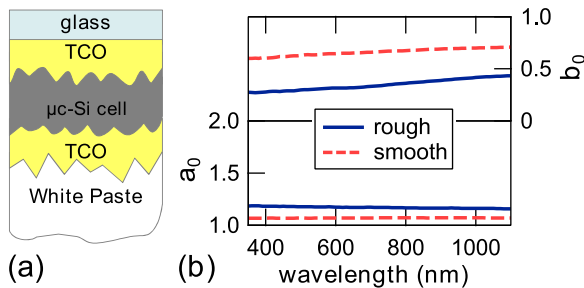 glass
TCO
µc-Si cell
TCO
White Paste
(a)
1.0
0.5
0
b0
2.0
1.5
1.0
a0
rough
smooth
400 600 800 1000
wavelength (nm)
(b)